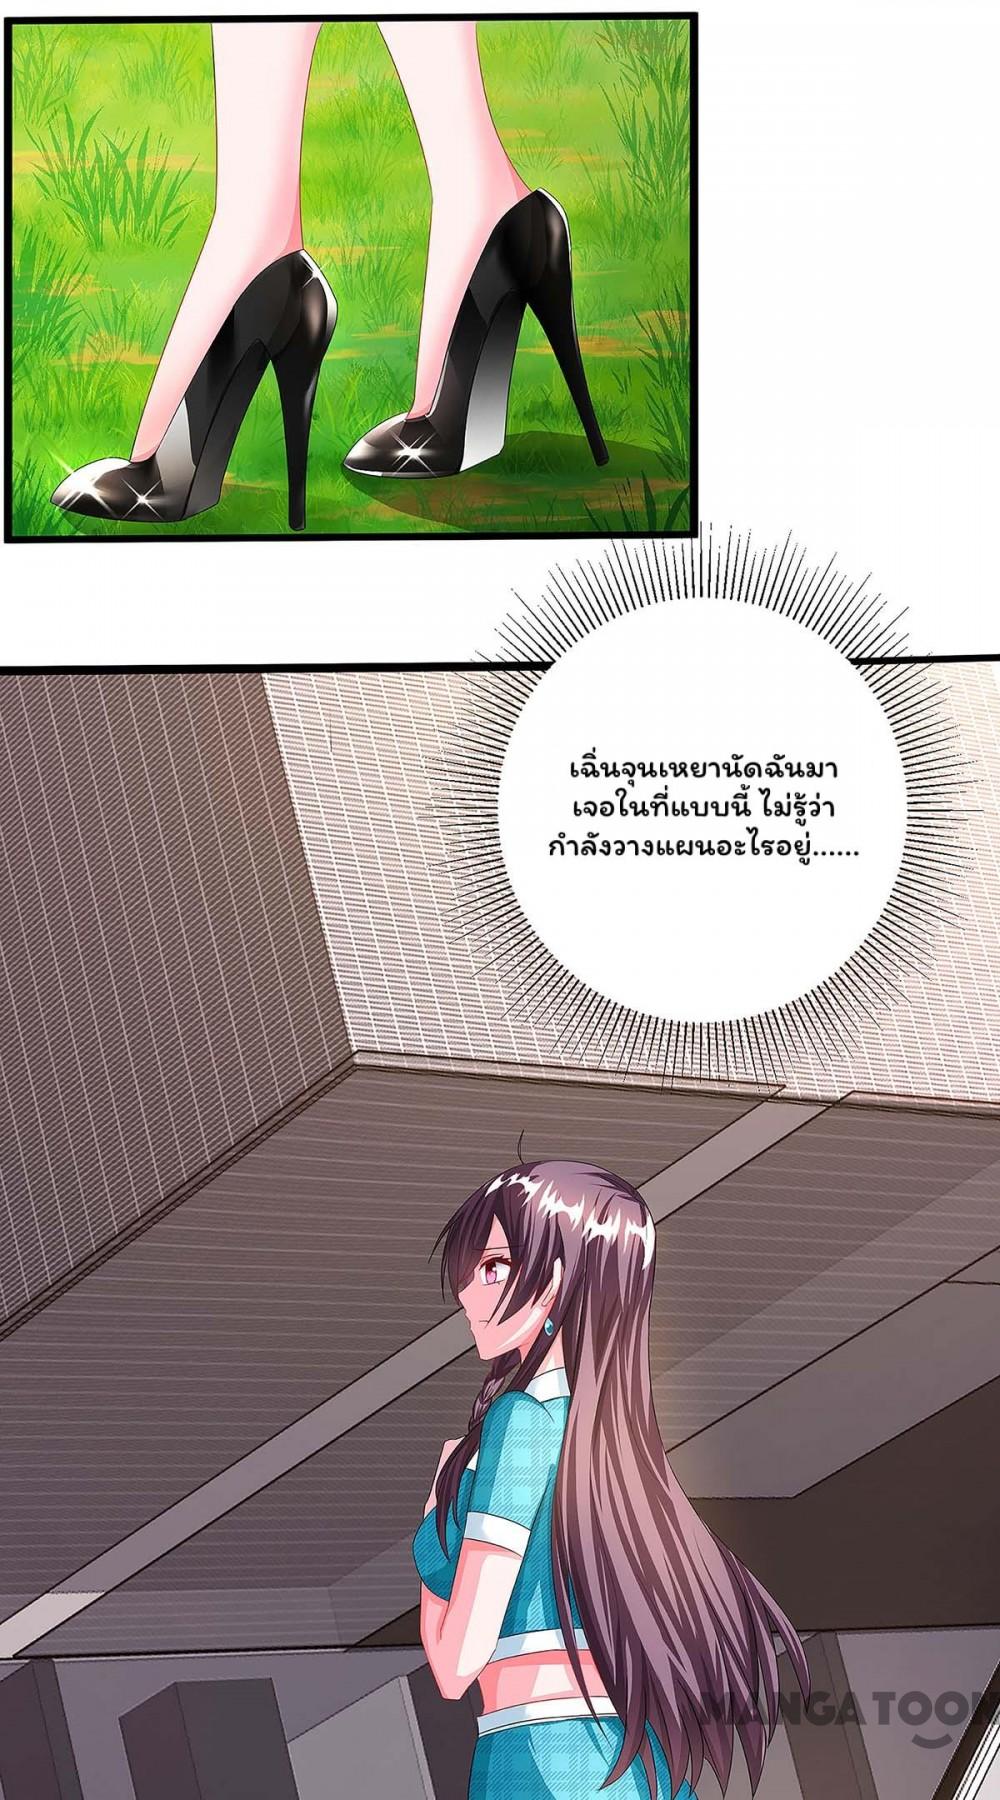 เฉิ่นจุนเหยานัดฉันมา
เจอในที่แบบนี้ ไม่รู้ว่า
กำลังวางแผนอะไรอยู่......
MANGATOON